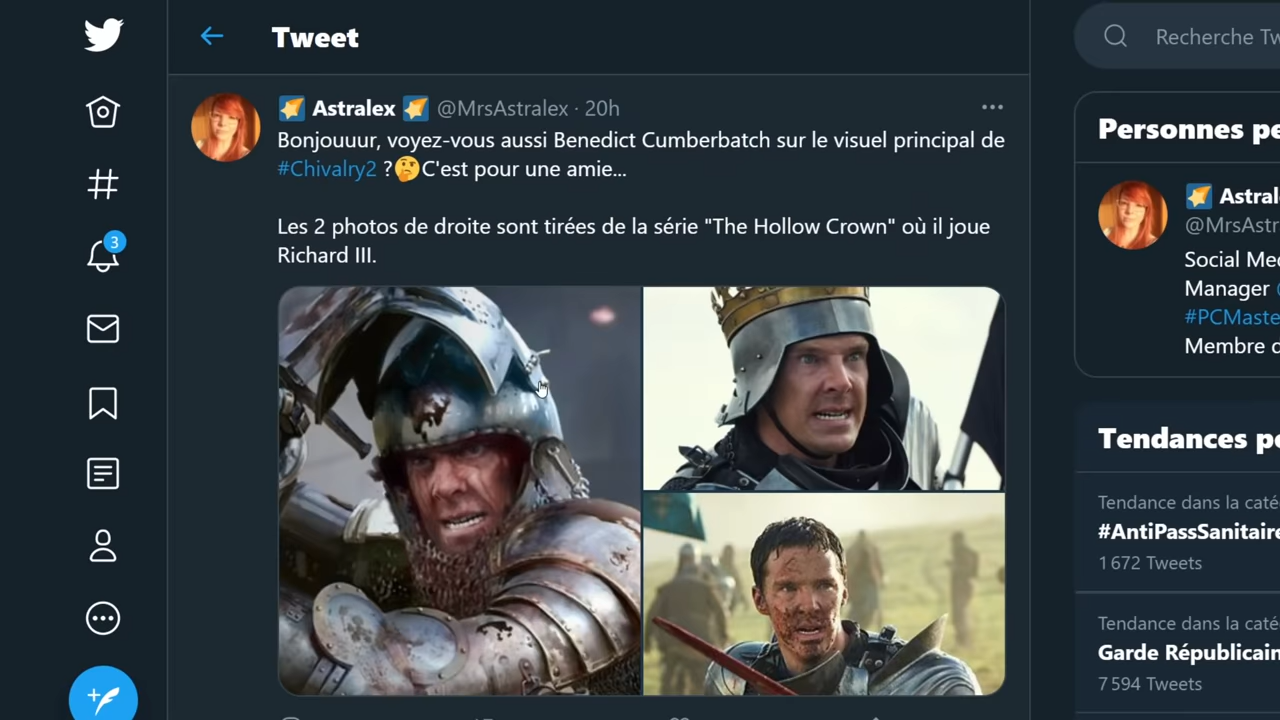 Tweet
Recherche Tw
Astralex @MrsAstralex · 20h
Bonjouuur, voyez-vous aussi Benedict Cumberbatch sur le visuel principal de
#Chivalry2 ?🤔C'est pour une amie...
Les 2 photos de droite sont tirées de la série "The Hollow Crown" où il joue
Richard III.
3
Personnes pe
Astral
@MrsAstr
Social Med
Manager @
#PCMaste
Membre d
Tendances pe
Tendance dans la caté
#AntiPassSanitaire
1 672 Tweets
Tendance dans la caté
Garde Républicain
7 594 Tweets